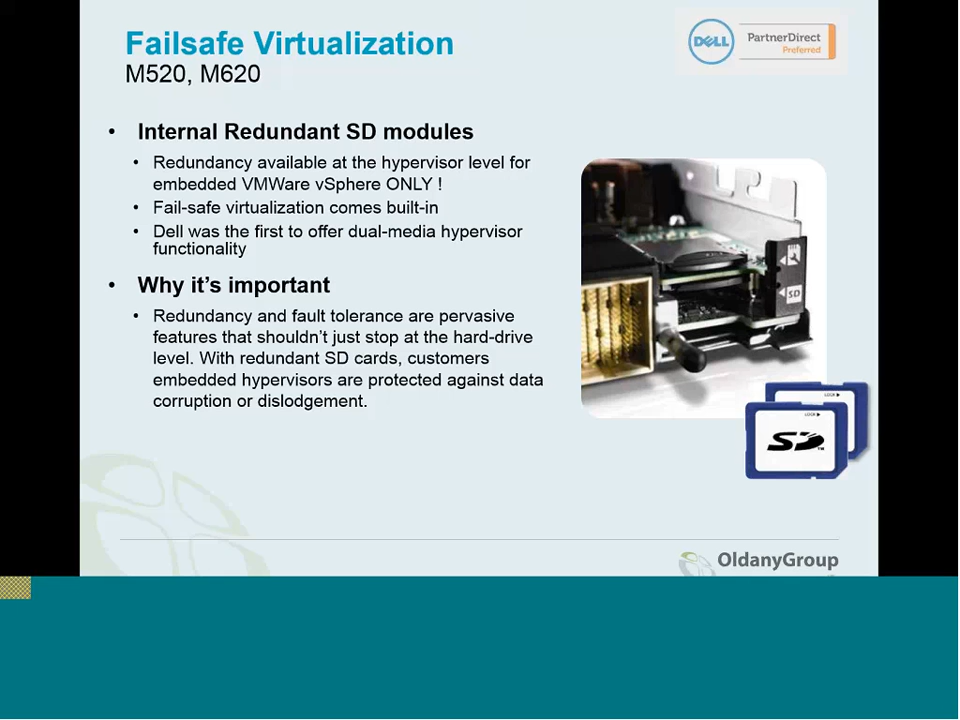 Failsafe Virtualization
M520, M620
DELL
PartnerDirect
Preferred
• Internal Redundant SD modules
• Redundancy available at the hypervisor level for
embedded VMWare vSphere ONLY !
• Fail-safe virtualization comes built-in
• Dell was the first to offer dual-media hypervisor
functionality
• Why it's important
• Redundancy and fault tolerance are pervasive
features that shouldn't just stop at the hard-drive
level. With redundant SD cards, customers
embedded hypervisors are protected against data
corruption or dislodgement.
SD
LOCK
LOCK
SD
TM
OldanyGroup